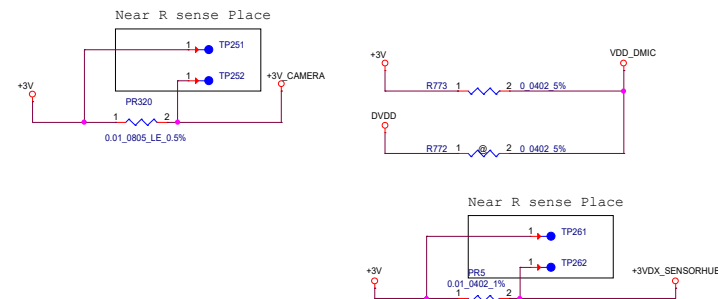 Near R sense Place
1 TP251
1 TP252
+3V
+3V_CAMERA
PR320
1 2
0.01_0805_LE_0.5%
+3V
VDD_DMIC
R773 1 2 0_0402_5%
DVDD
R772 1 @ 2 0_0402_5%
Near R sense Place
1 TP261
1 TP262
+3V
PR5
+3VDX_SENSORHUB
0.01_0402_1%
1 2